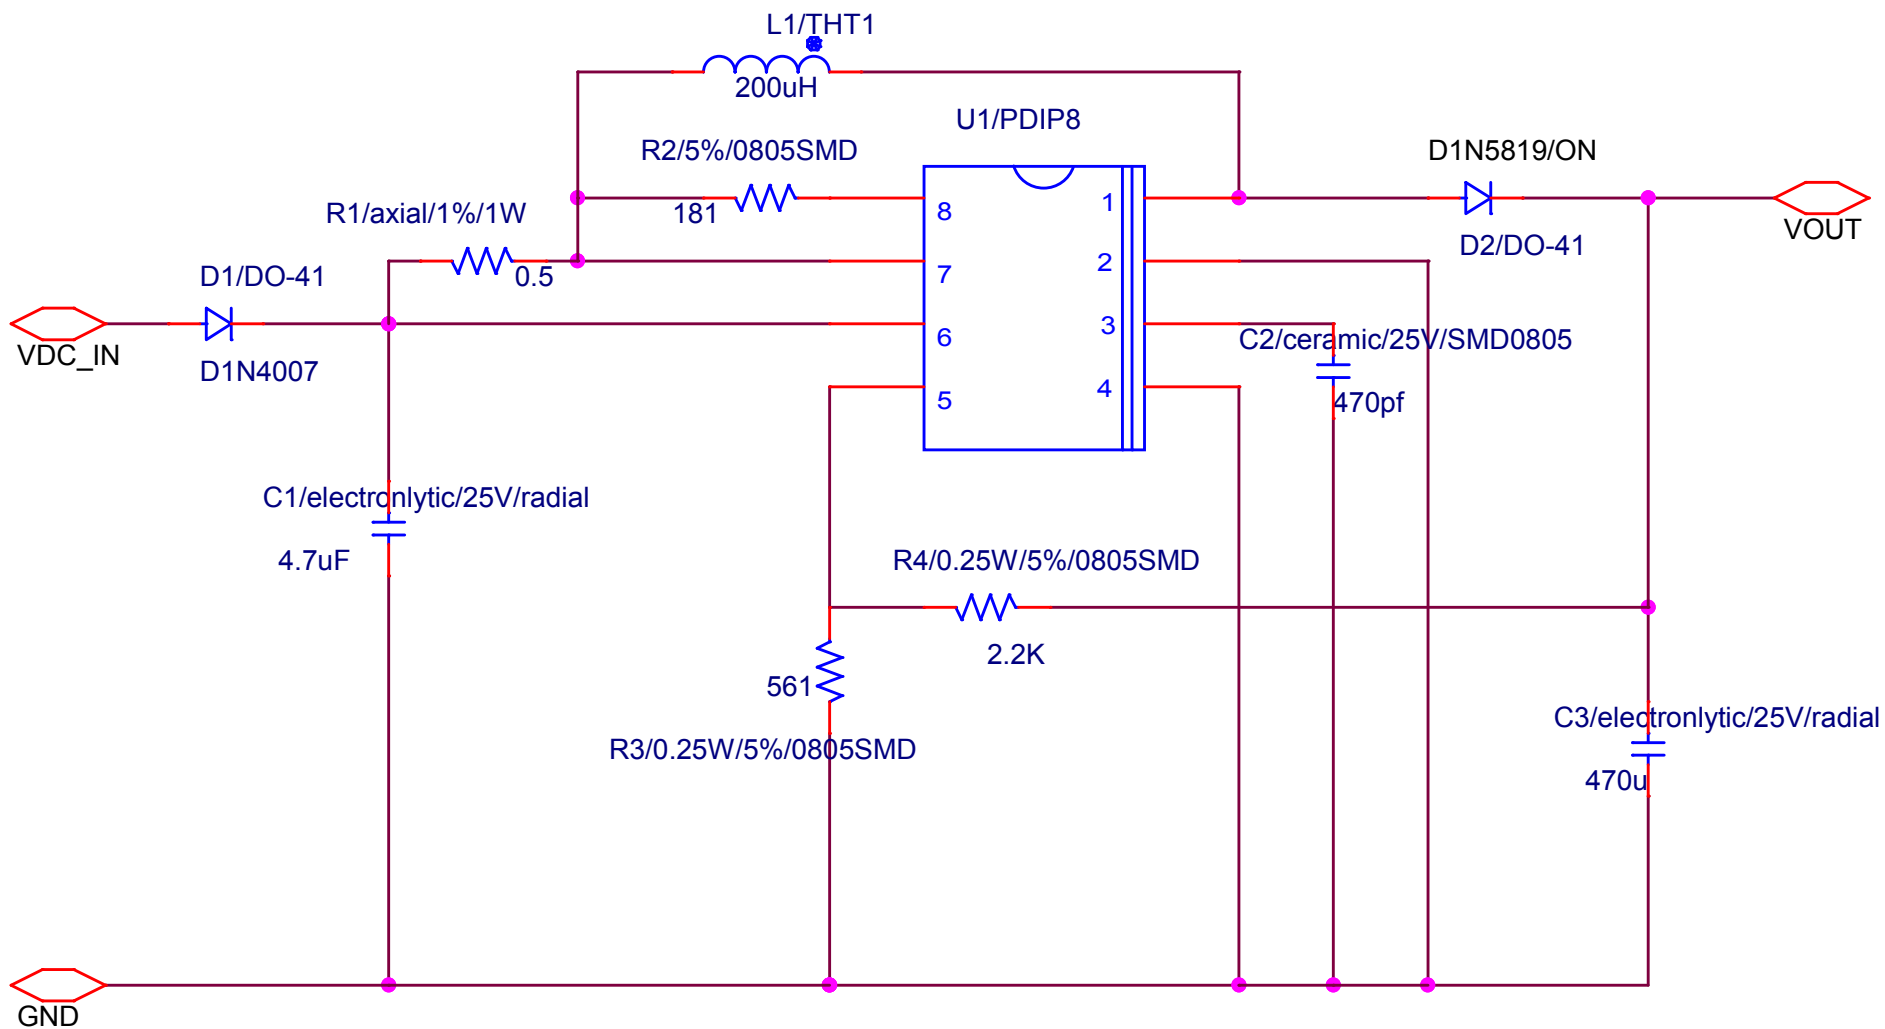 L1/THT1
200uH
U1/PDIP8
R2/5%/0805SMD
D1N5819/ON
181
8
1
R1/axial/1%/1W
VOUT
D2/DO-41
D1/DO-41
0.5
7
2
VDC_IN
6
3
C2/ceramic/25V/SMD0805
D1N4007
5
4
470pf
C1/electronlytic/25V/radial
4.7uF
R4/0.25W/5%/0805SMD
2.2K
561
C3/electronlytic/25V/radial
R3/0.25W/5%/0805SMD
470u
GND